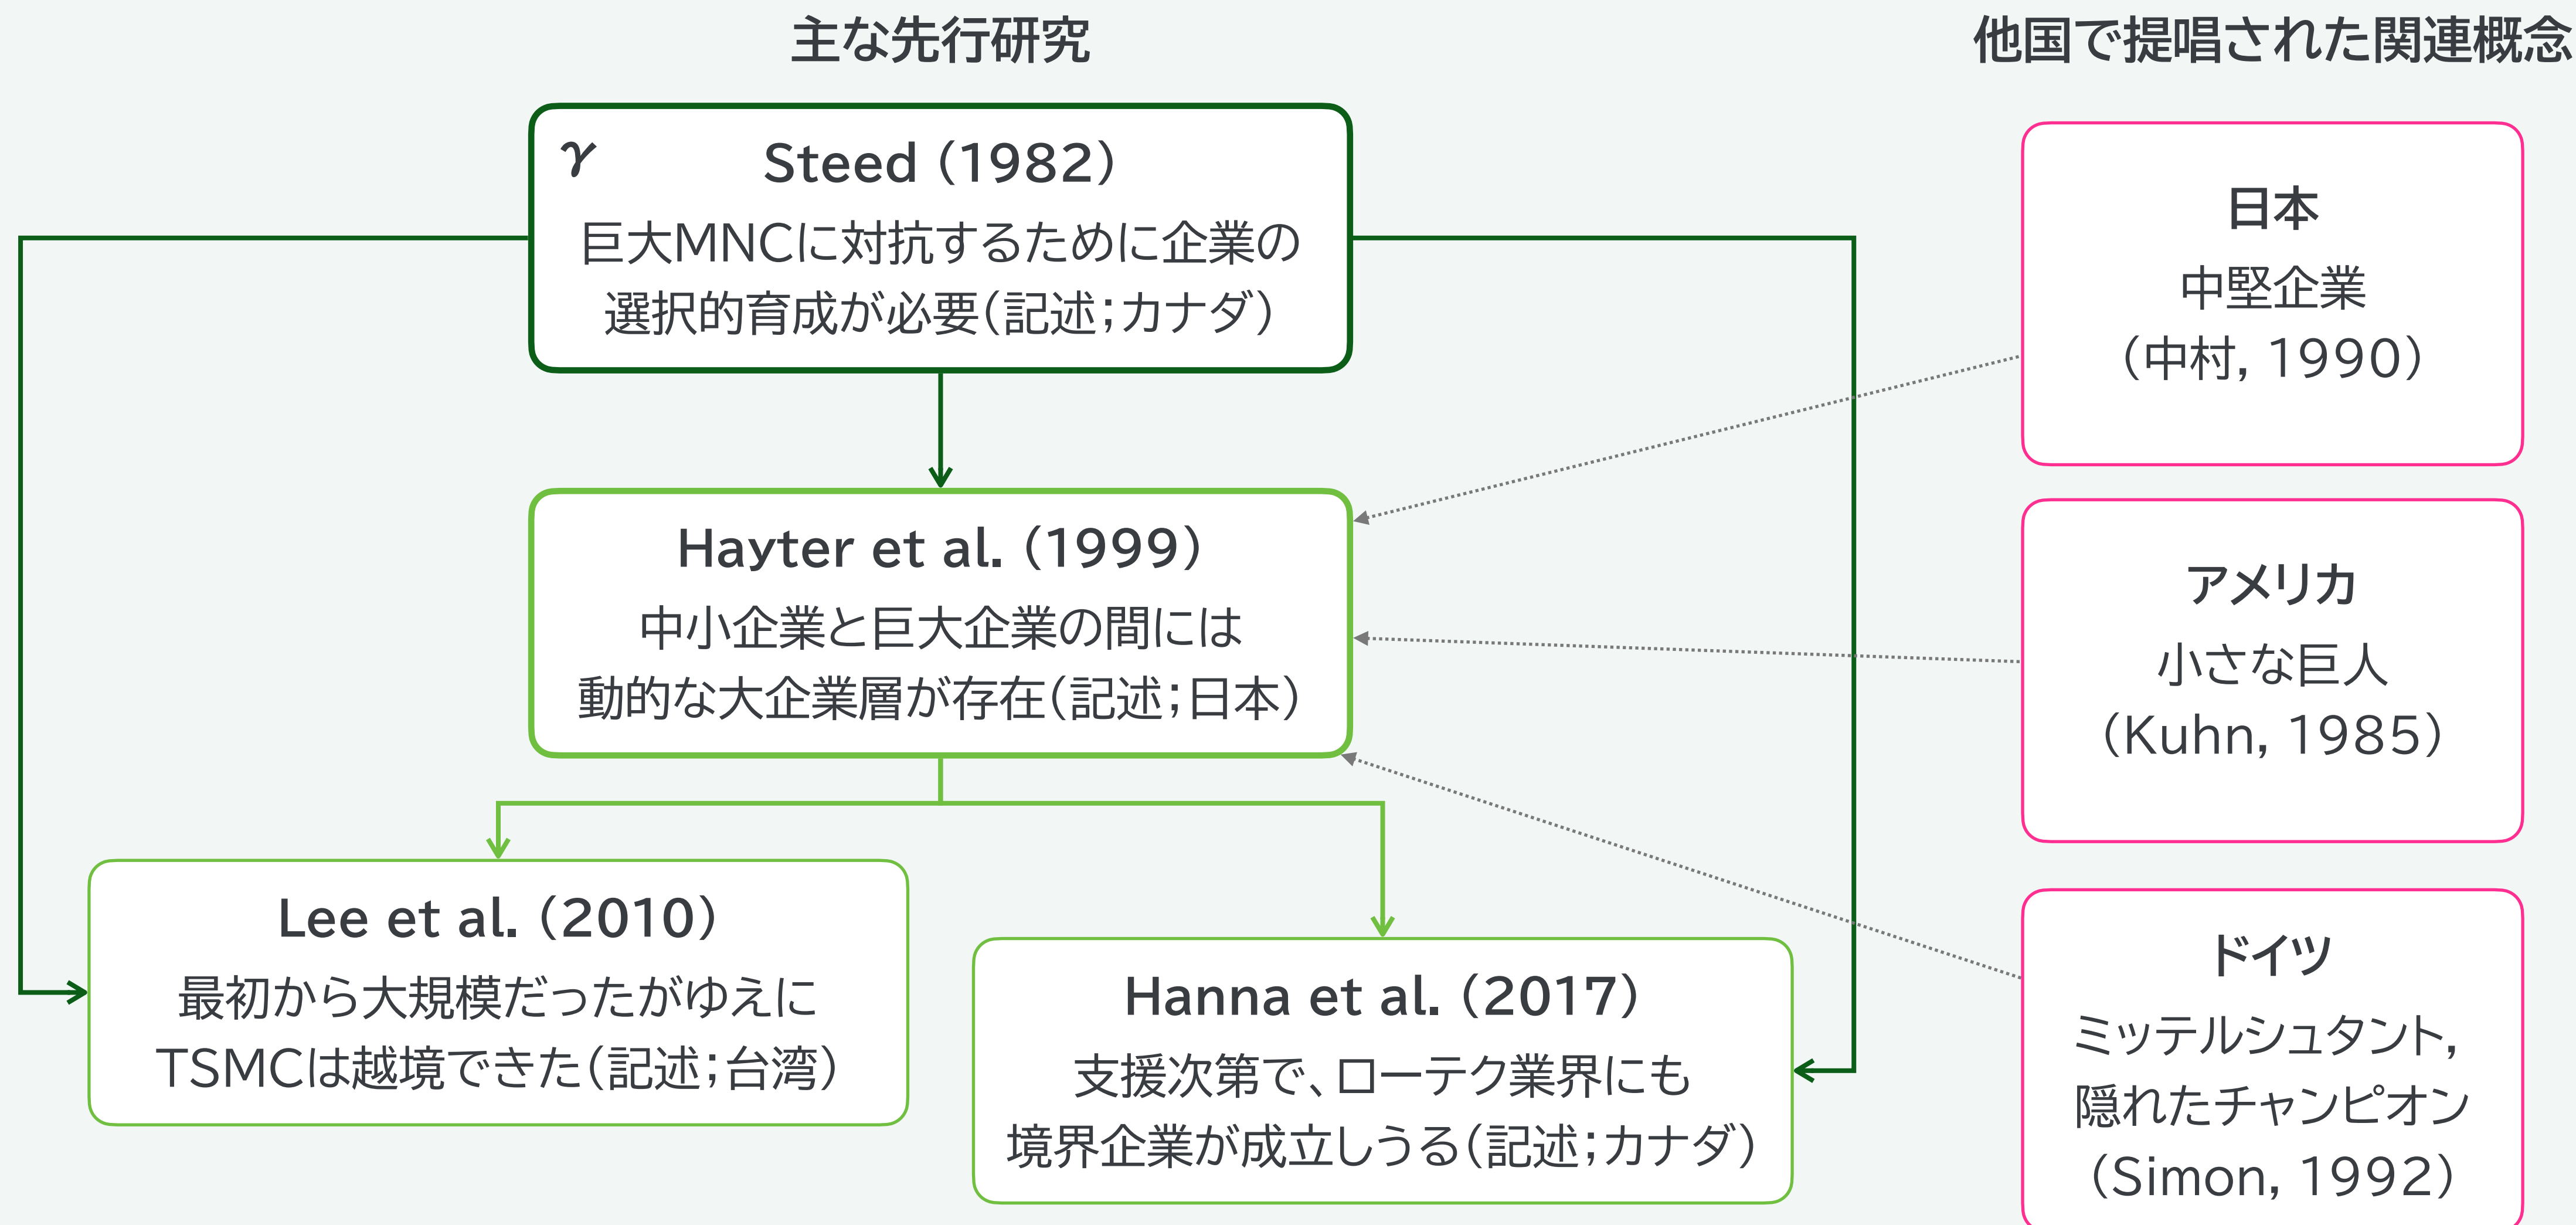 主な先行研究
γ
Steed (1982)
巨大MNCに対抗するために企業の
選択的育成が必要(記述;カナダ)
Hayter et al. (1999)
中小企業と巨大企業の間には
動的な大企業層が存在(記述;日本)
Lee et al. (2010)
最初から大規模だったがゆえに
TSMCは越境できた(記述;台湾)
Hanna et al. (2017)
支援次第で、ローテク業界にも
境界企業が成立しうる(記述;カナダ)
他国で提唱された関連概念
日本
中堅企業
(中村, 1990)
アメリカ
小さな巨人
(Kuhn, 1985)
ドイツ
ミッテルシュタント,
隠れたチャンピオン
(Simon, 1992)